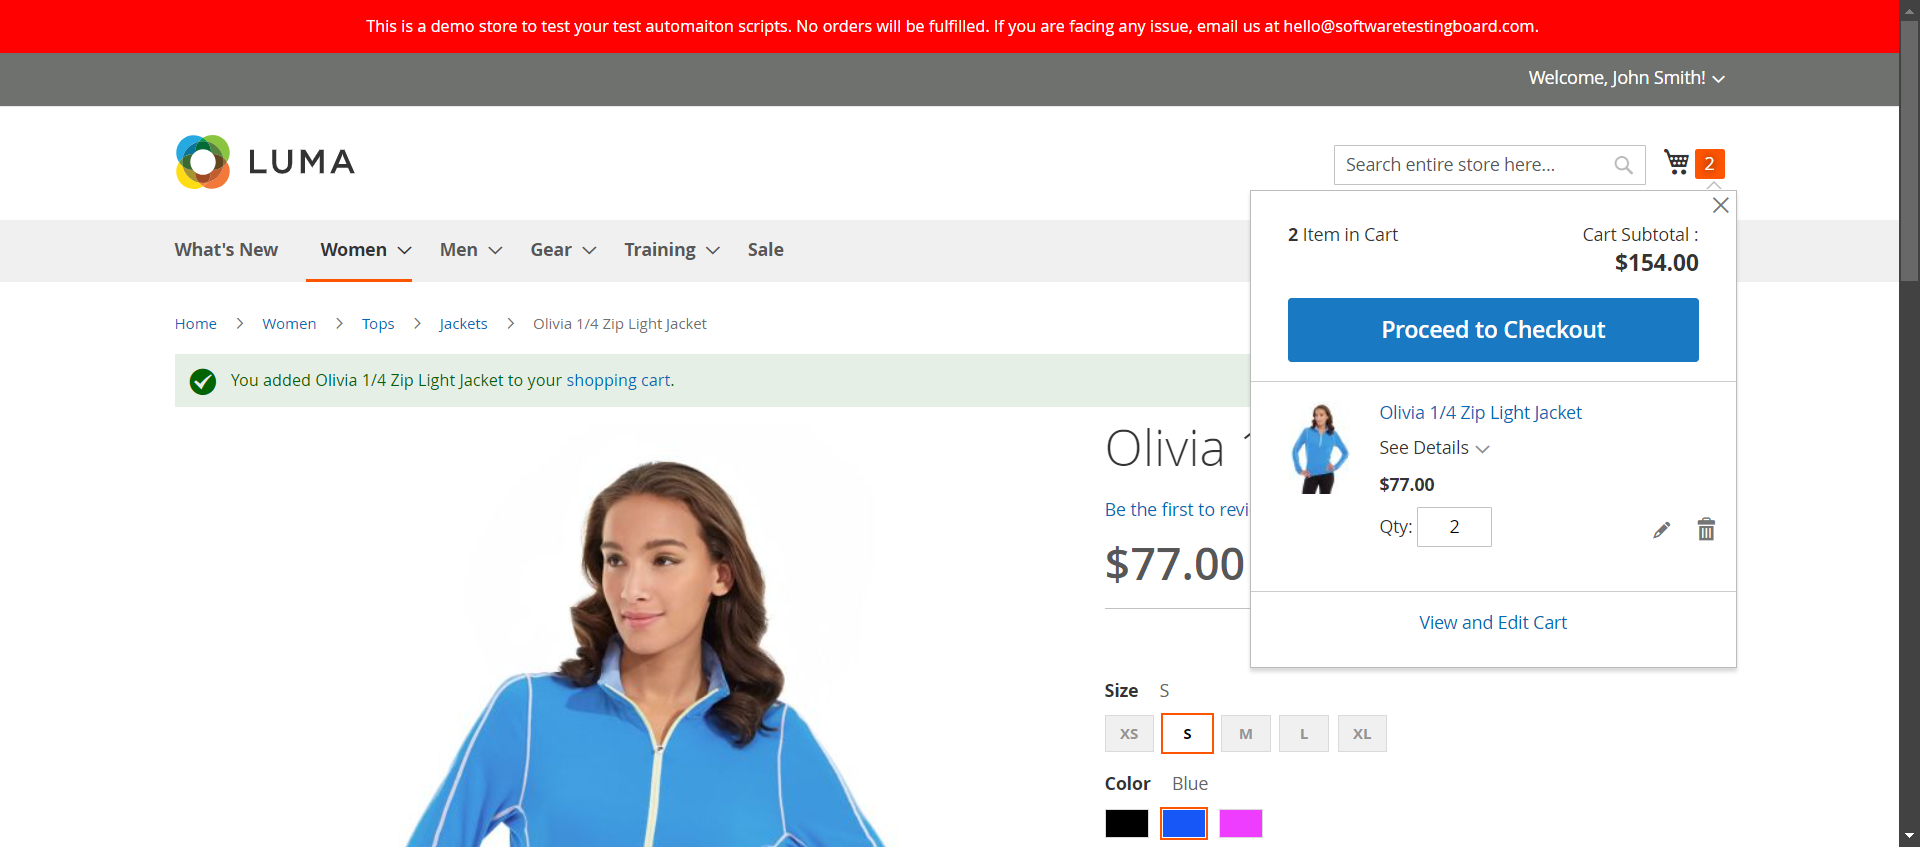 This is a demo store to test your test automaiton scripts. No orders will be fulfilled. If you are facing any issue, email us at hello@softwaretestingboard.com.
Welcome, John Smith!
LUMA
Search entire store here...
2
What's New
Women
Men
Gear
Training
Sale
2 Item in Cart
Cart Subtotal :
$154.00
Proceed to Checkout
Home
Women
Tops
Jackets
Olivia 1/4 Zip Light Jacket
You added Olivia 1/4 Zip Light Jacket to your shopping cart.
Olivia 1/4 Zip Light Jacket
See Details
$77.00
Qty: 2
View and Edit Cart
Olivia
Be the first to revi
$77.00
Size S
XS
S
M
L
XL
Color Blue